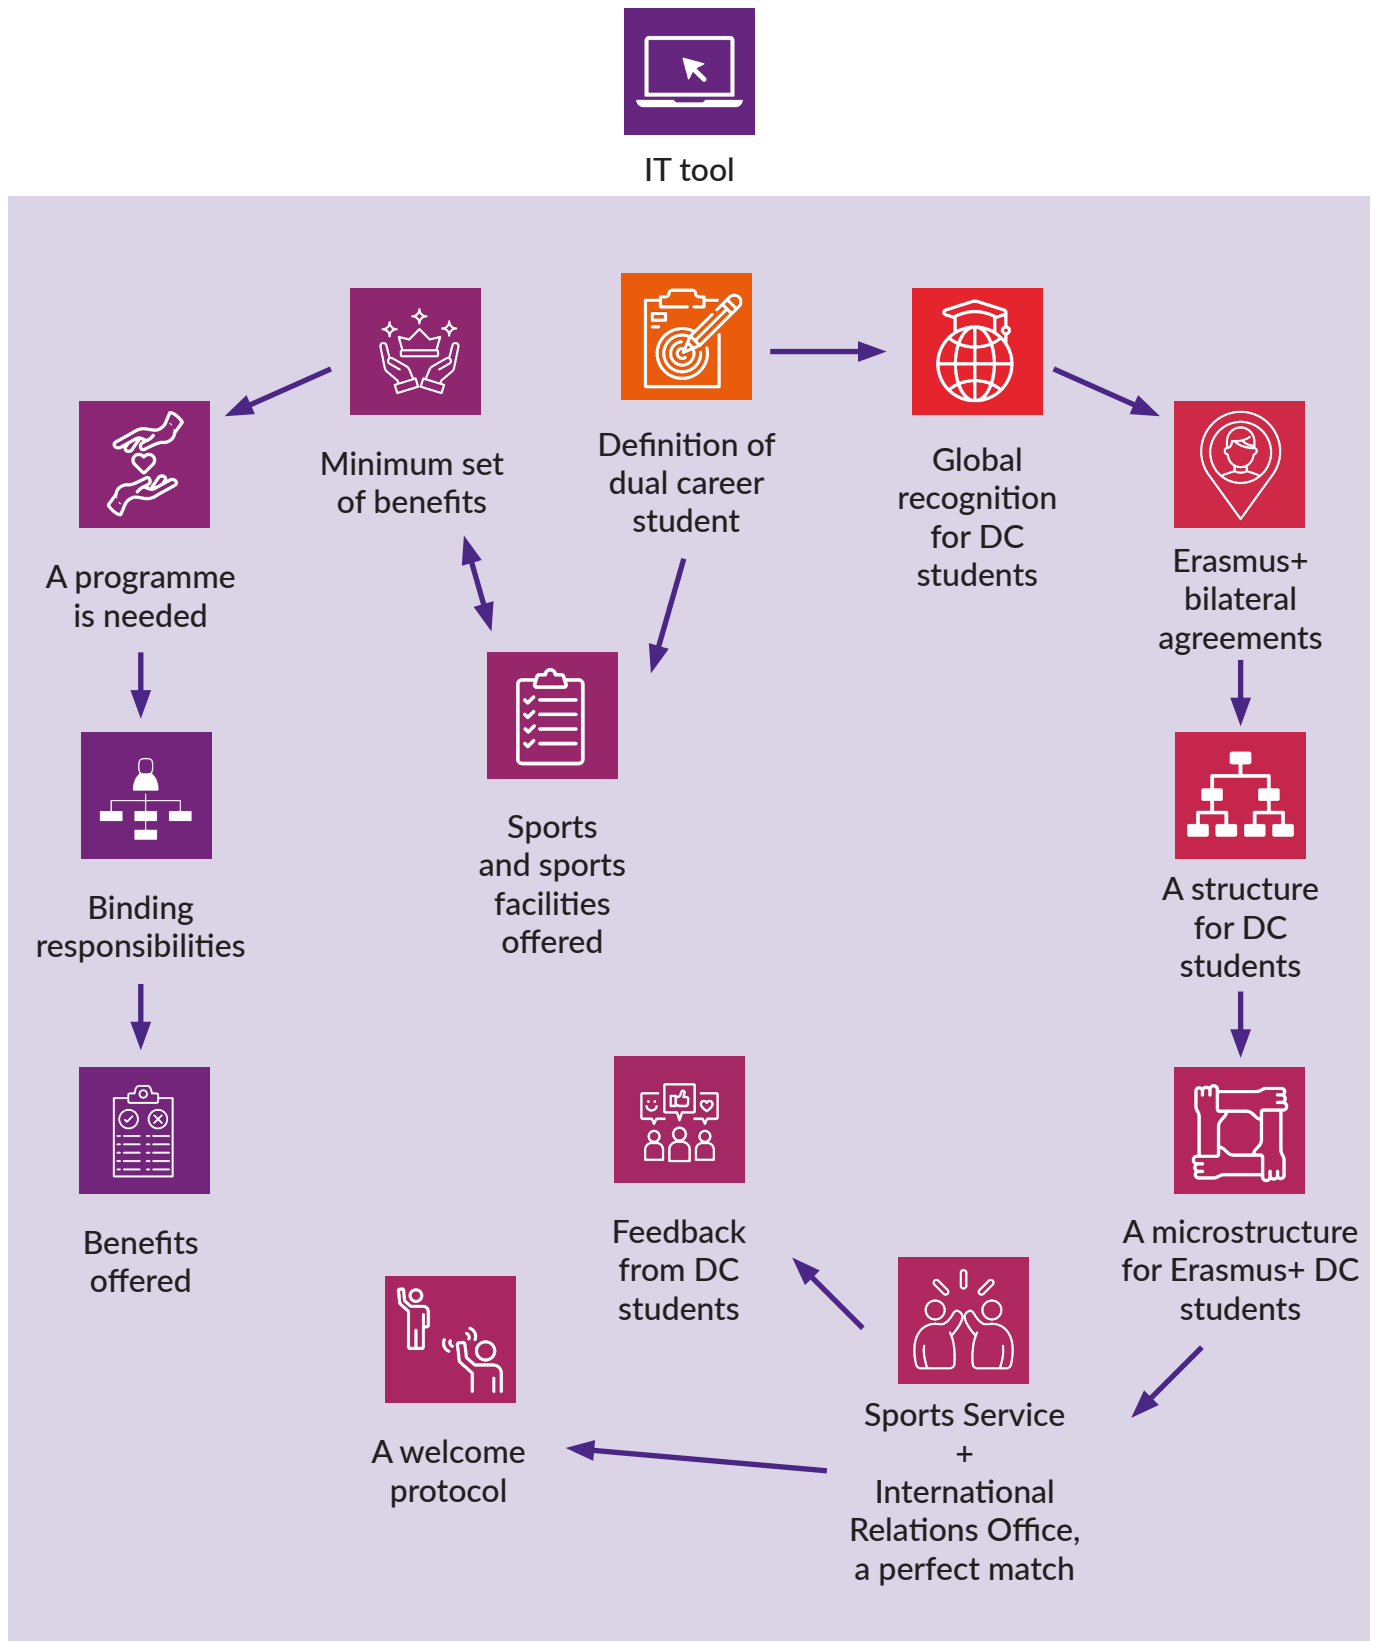 IT tool
Minimum set
of benefits
Definition of
dual career
student
Global
recognition
for DC
students
A programme
is needed
Erasmus+
bilateral
agreements
Sports
and sports
facilities
offered
Binding
responsibilities
A structure
for DC
students
Benefits
offered
Feedback
from DC
students
A microstructure
for Erasmus+ DC
students
A welcome
protocol
Sports Service
+
International
Relations Office,
a perfect match